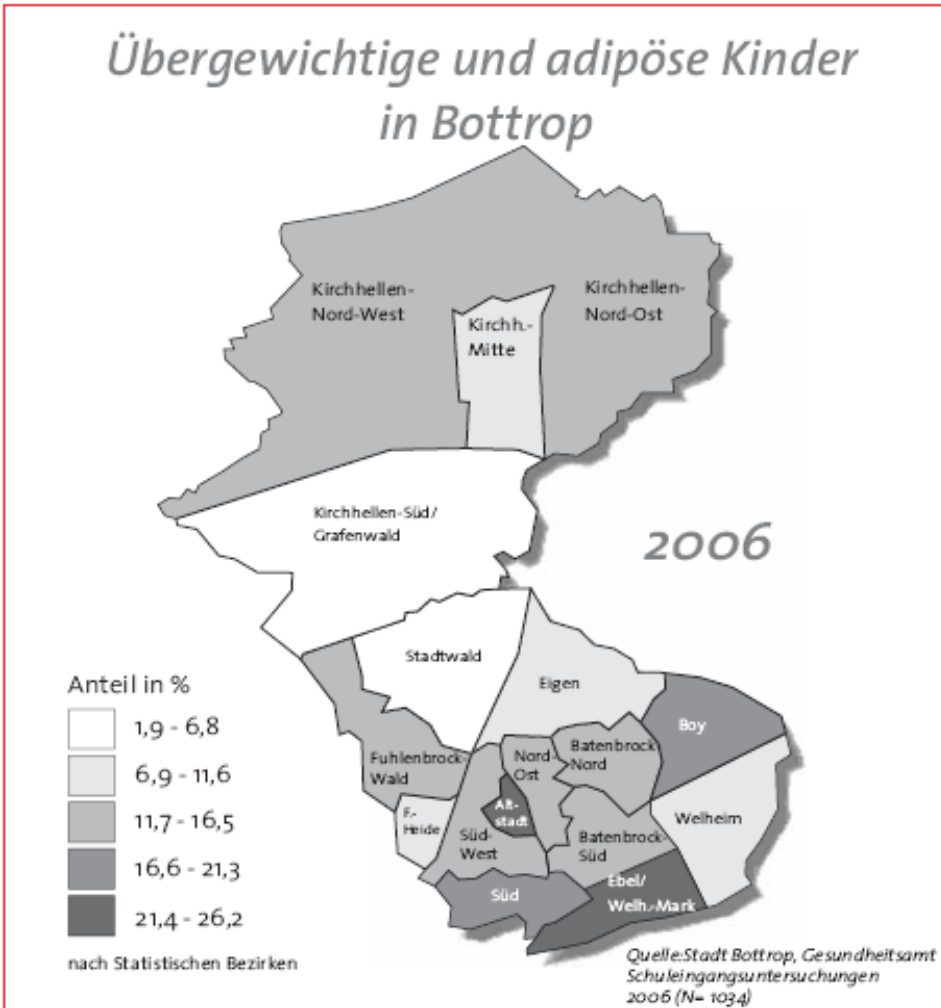 Übergewichtige und adipöse Kinder
in Bottrop
Kirchhellen-
Nord-West
Kirchhellen-
Nord-Ost
Kirchh.-
Mitte
Kirchhellen-Süd/
Grafenwald
2006
Stadtwald
Eigen
Boy
Fuhlenbrock-
Wald
Nord-
Ost
Batenbrock
Nord
F.-
Heide
Alt-
stadt
Welheim
Süd-
West
Batenbrock-
Süd
Süd
Ebel/
Welh.-Mark
Anteil in %
1,9 - 6,8
6,9 - 11,6
11,7 - 16,5
16,6 - 21,3
21,4 - 26,2
nach Statistischen Bezirken
Quelle:Stadt Bottrop, Gesundheitsamt
Schuleingangsuntersuchungen
2006 (N= 1034)